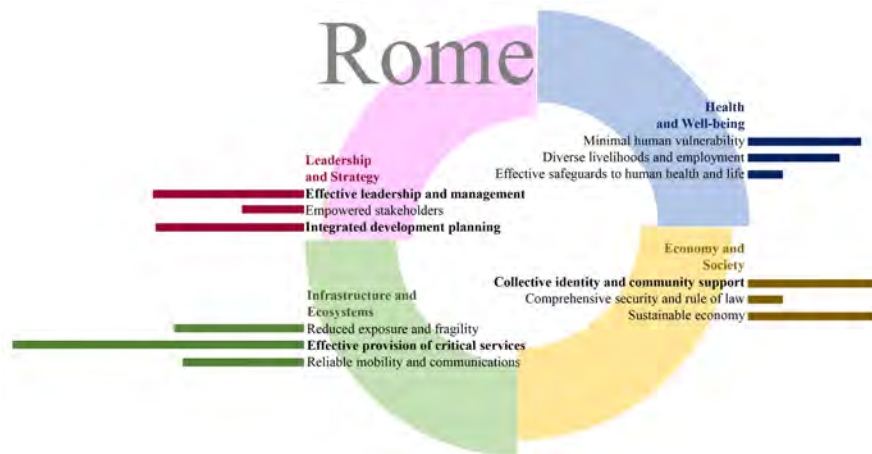 Rome
Health
and Well-being
Minimal human vulnerability
Diverse livelihoods and employment
Effective safeguards to human health and life
Leadership
and Strategy
Effective leadership and management
Empowered stakeholders
Integrated development planning
Economy and
Society
Collective identity and community support
Comprehensive security and rule of law
Sustainable economy
Infrastructure and
Ecosystems
Reduced exposure and fragility
Effective provision of critical services
Reliable mobility and communications